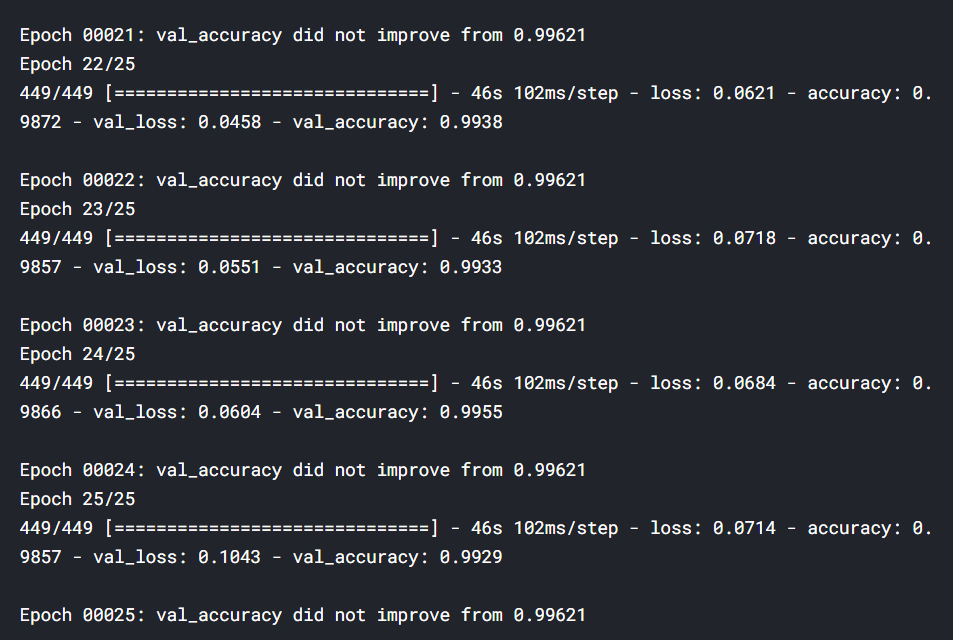 Epoch 00021: val_accuracy did not improve from 0.99621
Epoch 22/25
449/449 [==============================] - 46s 102ms/step - loss: 0.0621 - accuracy: 0.
9872 - val_loss: 0.0458 - val_accuracy: 0.9938
Epoch 00022: val_accuracy did not improve from 0.99621
Epoch 23/25
449/449 [==============================] - 46s 102ms/step - loss: 0.0718 - accuracy: 0.
9857 - val_loss: 0.0551 - val_accuracy: 0.9933
Epoch 00023: val_accuracy did not improve from 0.99621
Epoch 24/25
449/449 [==============================] - 46s 102ms/step - loss: 0.0684 - accuracy: 0.
9866 - val_loss: 0.0604 - val_accuracy: 0.9955
Epoch 00024: val_accuracy did not improve from 0.99621
Epoch 25/25
449/449 [==============================] - 46s 102ms/step - loss: 0.0714 - accuracy: 0.
9857 - val_loss: 0.1043 - val_accuracy: 0.9929
Epoch 00025: val_accuracy did not improve from 0.99621